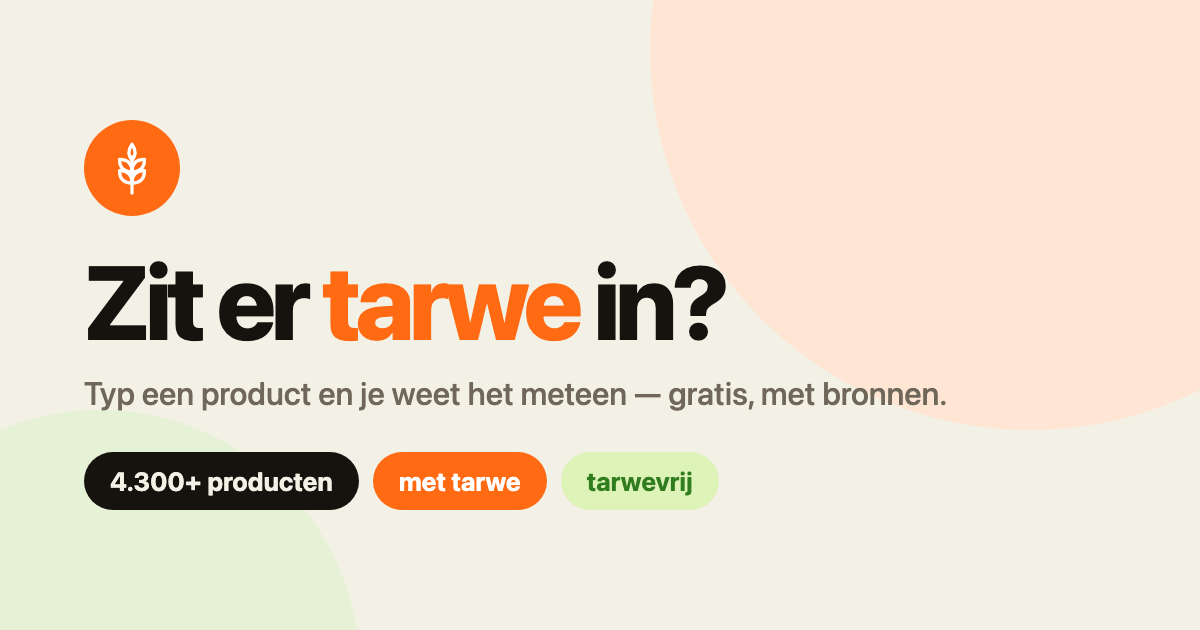 Zit er tarwe in?
Typ een product en je weet het meteen — gratis, met bronnen.
4.300+ producten met tarwe tarwevrij